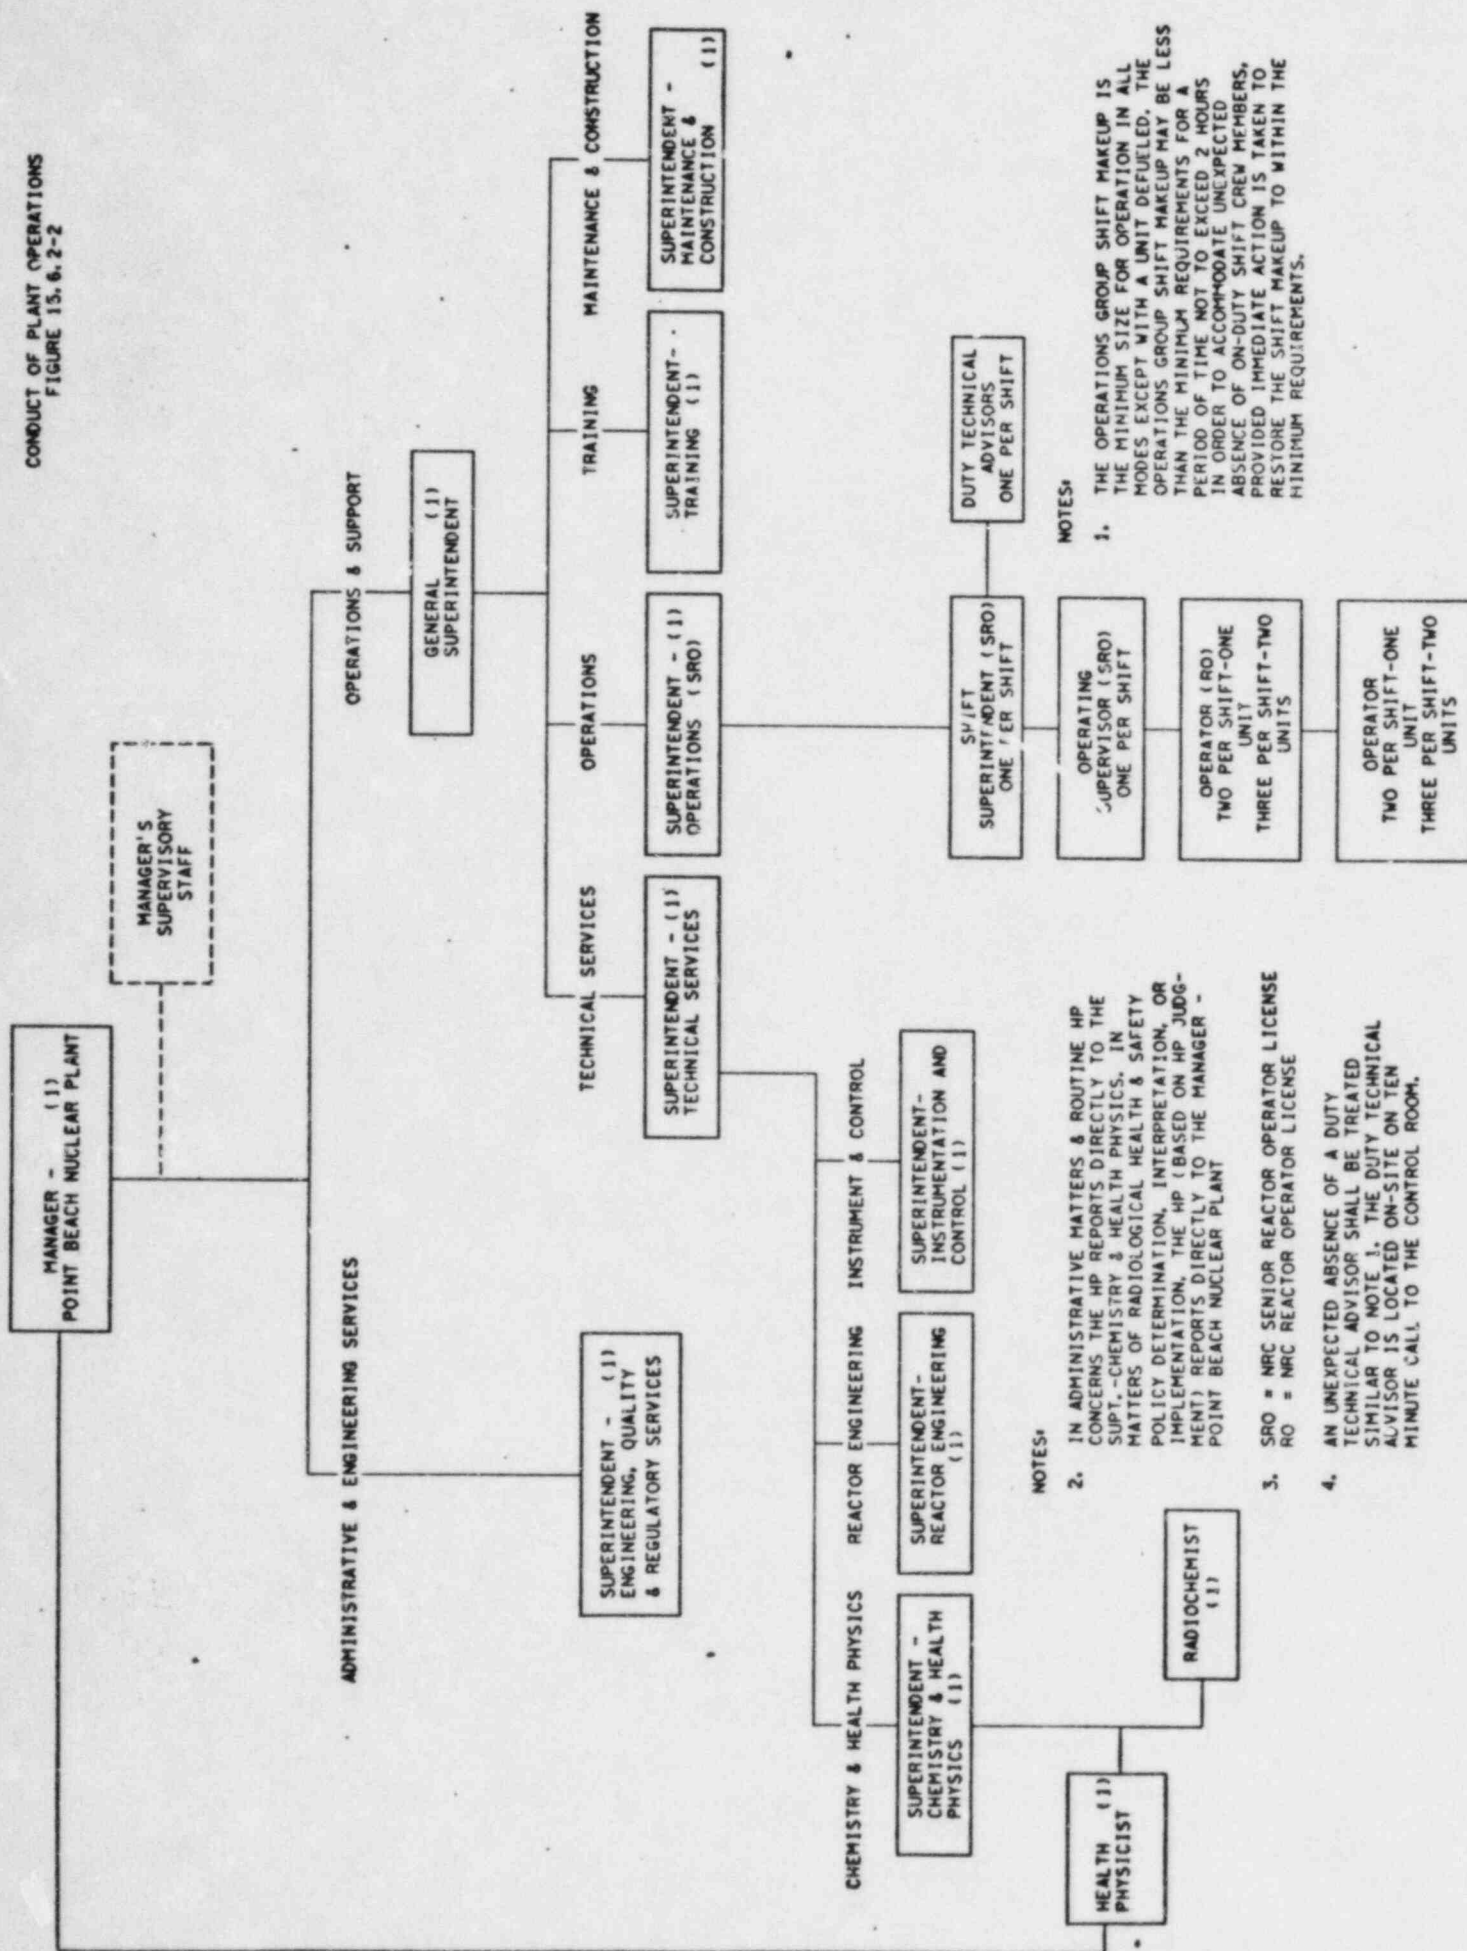 CONDUCT OF PLANT OPERATIONS
FIGURE 15.6.2-2
MANAGER - (1)
POINT BEACH NUCLEAR PLANT
MANAGER'S
SUPERVISORY
STAFF
ADMINISTRATIVE & ENGINEERING SERVICES
OPERATIONS & SUPPORT
GENERAL (1)
SUPERINTENDENT
SUPERINTENDENT - (1)
ENGINEERING, QUALITY
& REGULATORY SERVICES
TECHNICAL SERVICES
OPERATIONS
TRAINING
MAINTENANCE & CONSTRUCTION
SUPERINTENDENT - (1)
TECHNICAL SERVICES
SUPERINTENDENT - (1)
OPERATIONS (SRO)
SUPERINTENDENT-
TRAINING (1)
SUPERINTENDENT -
MAINTENANCE &
CONSTRUCTION (1)
CHEMISTRY & HEALTH PHYSICS
REACTOR ENGINEERING
INSTRUMENT & CONTROL
SUPERINTENDENT -
CHEMISTRY & HEALTH
PHYSICS (1)
SUPERINTENDENT-
REACTOR ENGINEERING
(1)
SUPERINTENDENT-
INSTRUMENTATION AND
CONTROL (1)
HEALTH (1)
PHYSICIST
RADIOCHEMIST
(1)
SHIFT
SUPERINTENDENT (SRO)
ONE PER SHIFT
DUTY TECHNICAL
ADVISORS
ONE PER SHIFT
OPERATING
SUPERVISOR (SRO)
ONE PER SHIFT
OPERATOR (RO)
TWO PER SHIFT-ONE
UNIT
THREE PER SHIFT-TWO
UNITS
OPERATOR
TWO PER SHIFT-ONE
UNIT
THREE PER SHIFT-TWO
UNITS
NOTES:
2. IN ADMINISTRATIVE MATTERS & ROUTINE HP
CONCERNS THE HP REPORTS DIRECTLY TO THE
SUPT.-CHEMISTRY & HEALTH PHYSICS. IN
MATTERS OF RADIOLOGICAL HEALTH & SAFETY
POLICY DETERMINATION, INTERPRETATION, OR
IMPLEMENTATION, THE HP (BASED ON HP JUDG-
MENT) REPORTS DIRECTLY TO THE MANAGER -
POINT BEACH NUCLEAR PLANT
3. SRO = NRC SENIOR REACTOR OPERATOR LICENSE
RO = NRC REACTOR OPERATOR LICENSE
4. AN UNEXPECTED ABSENCE OF A DUTY
TECHNICAL ADVISOR SHALL BE TREATED
SIMILAR TO NOTE 1. THE DUTY TECHNICAL
ADVISOR IS LOCATED ON-SITE ON TEN
MINUTE CALL TO THE CONTROL ROOM.
NOTES:
1. THE OPERATIONS GROUP SHIFT MAKEUP IS
THE MINIMUM SIZE FOR OPERATION IN ALL
MODES EXCEPT WITH A UNIT DEFUELED. THE
OPERATIONS GROUP SHIFT MAKEUP MAY BE LESS
THAN THE MINIMUM REQUIREMENTS FOR A
PERIOD OF TIME NOT TO EXCEED 2 HOURS
IN ORDER TO ACCOMMODATE UNEXPECTED
ABSENCE OF ON-DUTY SHIFT CREW MEMBERS,
PROVIDED IMMEDIATE ACTION IS TAKEN TO
RESTORE THE SHIFT MAKEUP TO WITHIN THE
MINIMUM REQUIREMENTS.